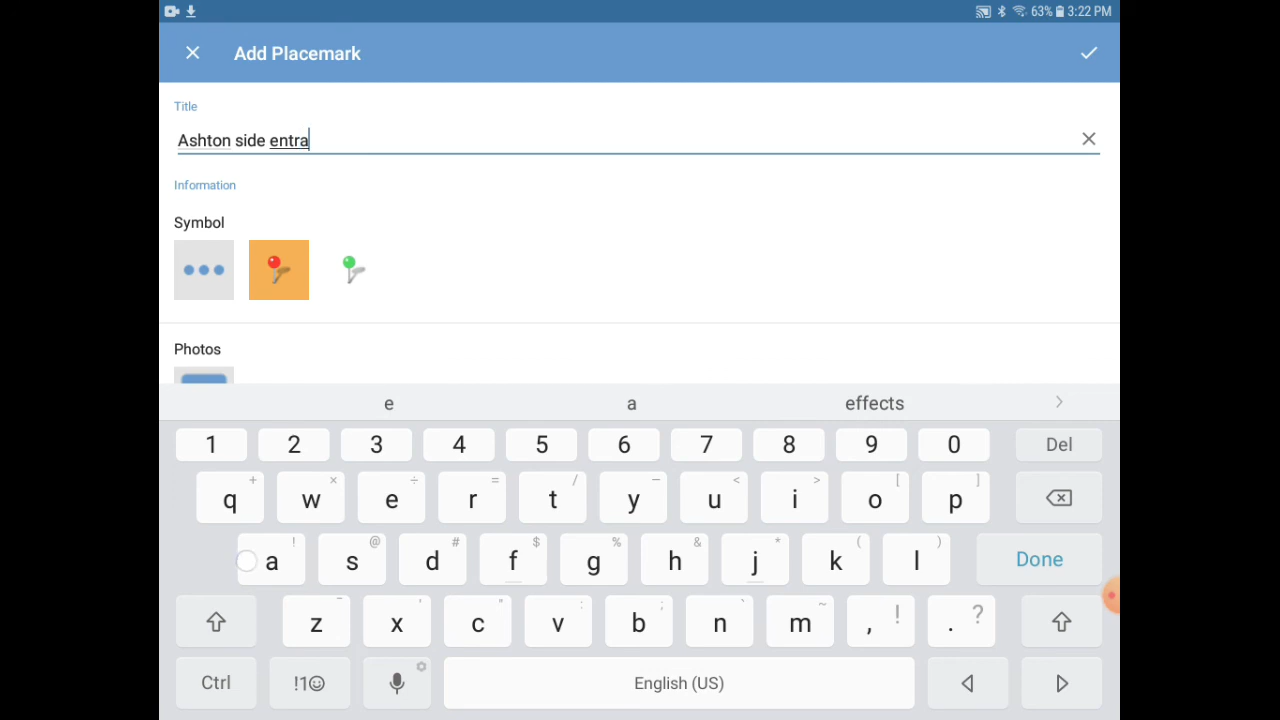 63% 3:22 PM
Add Placemark
Title
Ashton side entra
Information
Symbol
Photos
e a effects
1 2 3 4 5 6 7 8 9 0 Del
+ × ÷ = / _ < > [ ]
q w e r t y u i o p
! @ # $ % & * ( )
a s d f g h j k l Done
- ' " : ; ` ~ ! ?
z x c v b n m , .
Ctrl !1☺ English (US)